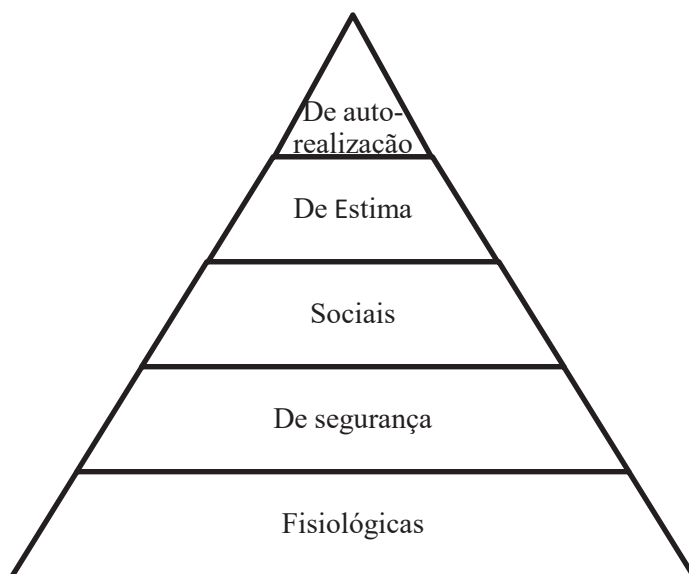 De auto-
realização
De Estima
Sociais
De segurança
Fisiológicas